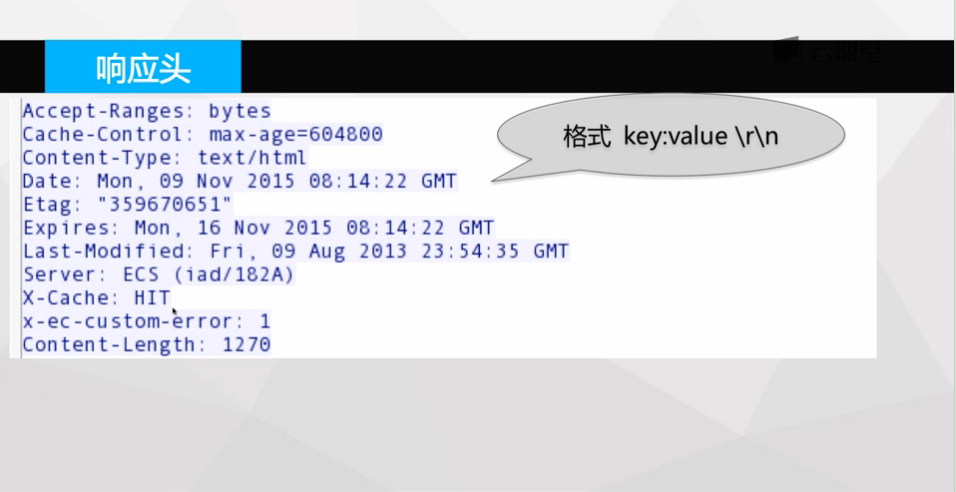 云课堂
响应头
格式 key:value \r\n
Accept-Ranges: bytes
Cache-Control: max-age=604800
Content-Type: text/html
Date: Mon, 09 Nov 2015 08:14:22 GMT
Etag: "359670651"
Expires: Mon, 16 Nov 2015 08:14:22 GMT
Last-Modified: Fri, 09 Aug 2013 23:54:35 GMT
Server: ECS (iad/182A)
X-Cache: HIT
x-ec-custom-error: 1
Content-Length: 1270